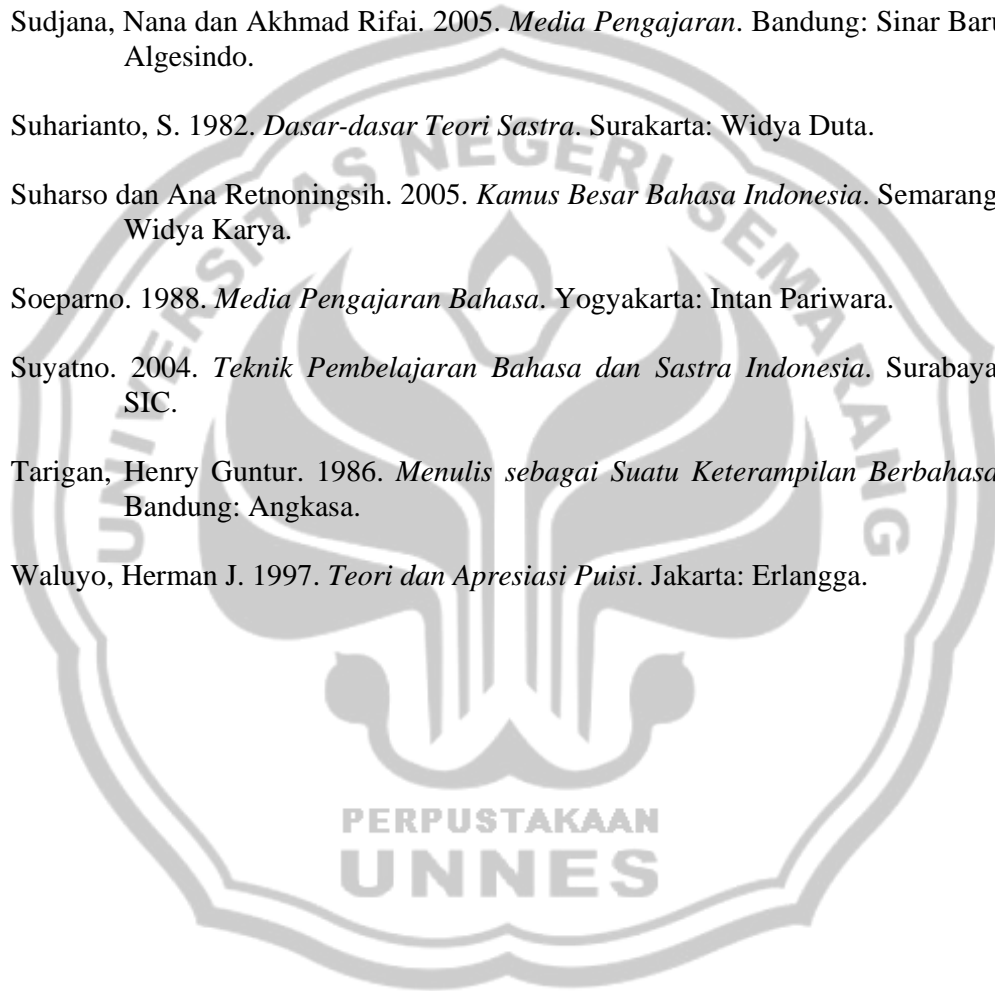 Sudjana, Nana dan Akhmad Rifai. 2005. Media Pengajaran. Bandung: Sinar Baru
Algesindo.
Suharianto, S. 1982. Dasar-dasar Teori Sastra. Surakarta: Widya Duta.
Suharso dan Ana Retnoningsih. 2005. Kamus Besar Bahasa Indonesia. Semarang
Widya Karya.
Soeparno. 1988. Media Pengajaran Bahasa. Yogyakarta: Intan Pariwara.
Suyatno. 2004. Teknik Pembelajaran Bahasa dan Sastra Indonesia. Surabaya
SIC.
Tarigan, Henry Guntur. 1986. Menulis sebagai Suatu Keterampilan Berbahasa
Bandung: Angkasa.
Waluyo, Herman J. 1997. Teori dan Apresiasi Puisi. Jakarta: Erlangga.
UNIVERSITAS NEGERI SEMARANG
PERPUSTAKAAN
UNNES